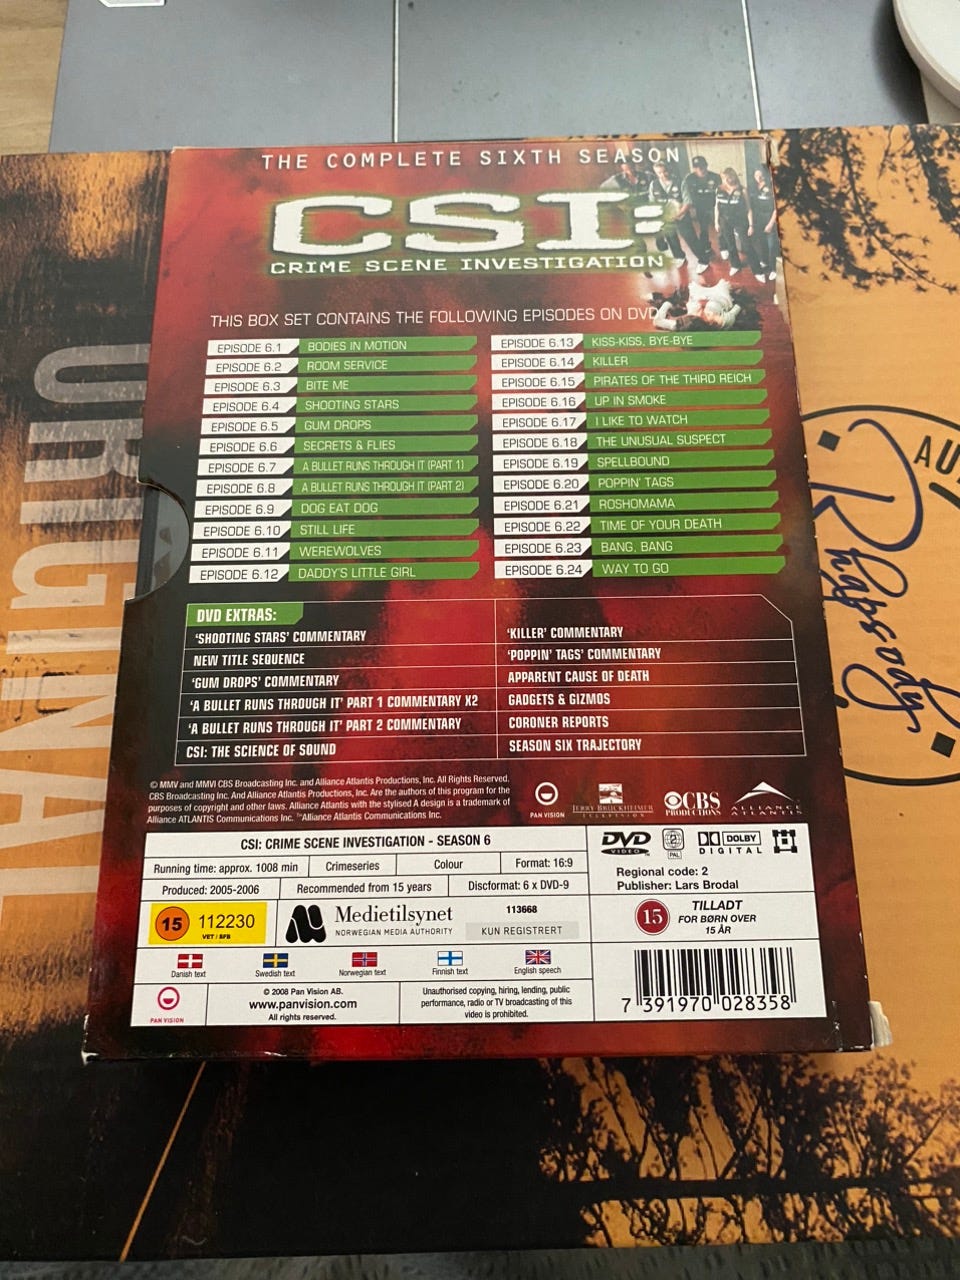 THE COMPLETE SIXTH SEASON
CSI:
CRIME SCENE INVESTIGATION
THIS BOX SET CONTAINS THE FOLLOWING EPISODES ON DVD
EPISODE 6.1 BODIES IN MOTION
EPISODE 6.2 ROOM SERVICE
EPISODE 6.3 BITE ME
EPISODE 6.4 SHOOTING STARS
EPISODE 6.5 GUM DROPS
EPISODE 6.6 SECRETS & FLIES
EPISODE 6.7 A BULLET RUNS THROUGH IT (PART 1)
EPISODE 6.8 A BULLET RUNS THROUGH IT (PART 2)
EPISODE 6.9 DOG EAT DOG
EPISODE 6.10 STILL LIFE
EPISODE 6.11 WEREWOLVES
EPISODE 6.12 DADDY'S LITTLE GIRL
EPISODE 6.13 KISS-KISS, BYE-BYE
EPISODE 6.14 KILLER
EPISODE 6.15 PIRATES OF THE THIRD REICH
EPISODE 6.16 UP IN SMOKE
EPISODE 6.17 I LIKE TO WATCH
EPISODE 6.18 THE UNUSUAL SUSPECT
EPISODE 6.19 SPELLBOUND
EPISODE 6.20 POPPIN' TAGS
EPISODE 6.21 ROSHOMAMA
EPISODE 6.22 TIME OF YOUR DEATH
EPISODE 6.23 BANG, BANG
EPISODE 6.24 WAY TO GO
DVD EXTRAS:
'SHOOTING STARS' COMMENTARY
NEW TITLE SEQUENCE
'GUM DROPS' COMMENTARY
'A BULLET RUNS THROUGH IT' PART 1 COMMENTARY X2
'A BULLET RUNS THROUGH IT' PART 2 COMMENTARY
CSI: THE SCIENCE OF SOUND
'KILLER' COMMENTARY
'POPPIN' TAGS' COMMENTARY
APPARENT CAUSE OF DEATH
GADGETS & GIZMOS
CORONER REPORTS
SEASON SIX TRAJECTORY
© MMV and MMVI CBS Broadcasting Inc. and Alliance Atlantis Productions, Inc. All Rights Reserved.
CBS Broadcasting Inc. And Alliance Atlantis Productions, Inc. Are the authors of this program for the
purposes of copyright and other laws. Alliance Atlantis with the stylised A design is a trademark of
Alliance ATLANTIS Communications Inc. ™Alliance Atlantis Communications Inc.
PAN VISION
JERRY BRUCKHEIMER
TELEVISION
CBS
PRODUCTIONS
ALLIANCE
ATLANTIS
CSI: CRIME SCENE INVESTIGATION - SEASON 6
Running time: approx. 1008 min Crimeseries Colour Format: 16:9
Produced: 2005-2006 Recommended from 15 years Discformat: 6 x DVD-9
15 112230
VET / SFB
Medietilsynet
NORWEGIAN MEDIA AUTHORITY
113668
KUN REGISTRERT
Danish text Swedish text Norwegian text Finnish text English speech
PAN VISION
© 2008 Pan Vision AB.
www.panvision.com
All rights reserved.
Unauthorised copying, hiring, lending, public
performance, radio or TV broadcasting of this
video is prohibited.
DVD
VIDEO
2
PAL
DOLBY
DIGITAL
Regional code: 2
Publisher: Lars Brodal
15
TILLADT
FOR BØRN OVER
15 ÅR
7 391970 028358
ORIGINAL
AU
Rhapsody